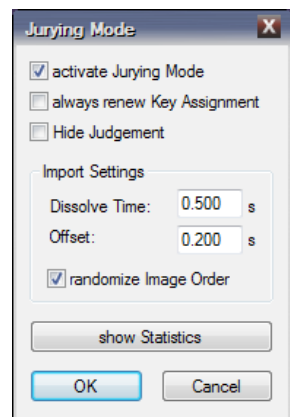 Jurying Mode
activate Jurying Mode
always renew Key Assignment
Hide Judgement
Import Settings
Dissolve Time: 0.500 s
Offset: 0.200 s
randomize Image Order
show Statistics
OK Cancel